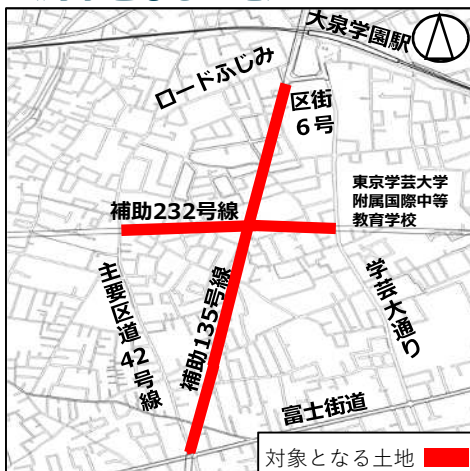 大泉学園駅
ロードふじみ
区街
6号
東京学芸大学
附属国際中等
教育学校
補助232号線
主要区道42号線
補助135号線
学芸大通り
富士街道
対象となる土地